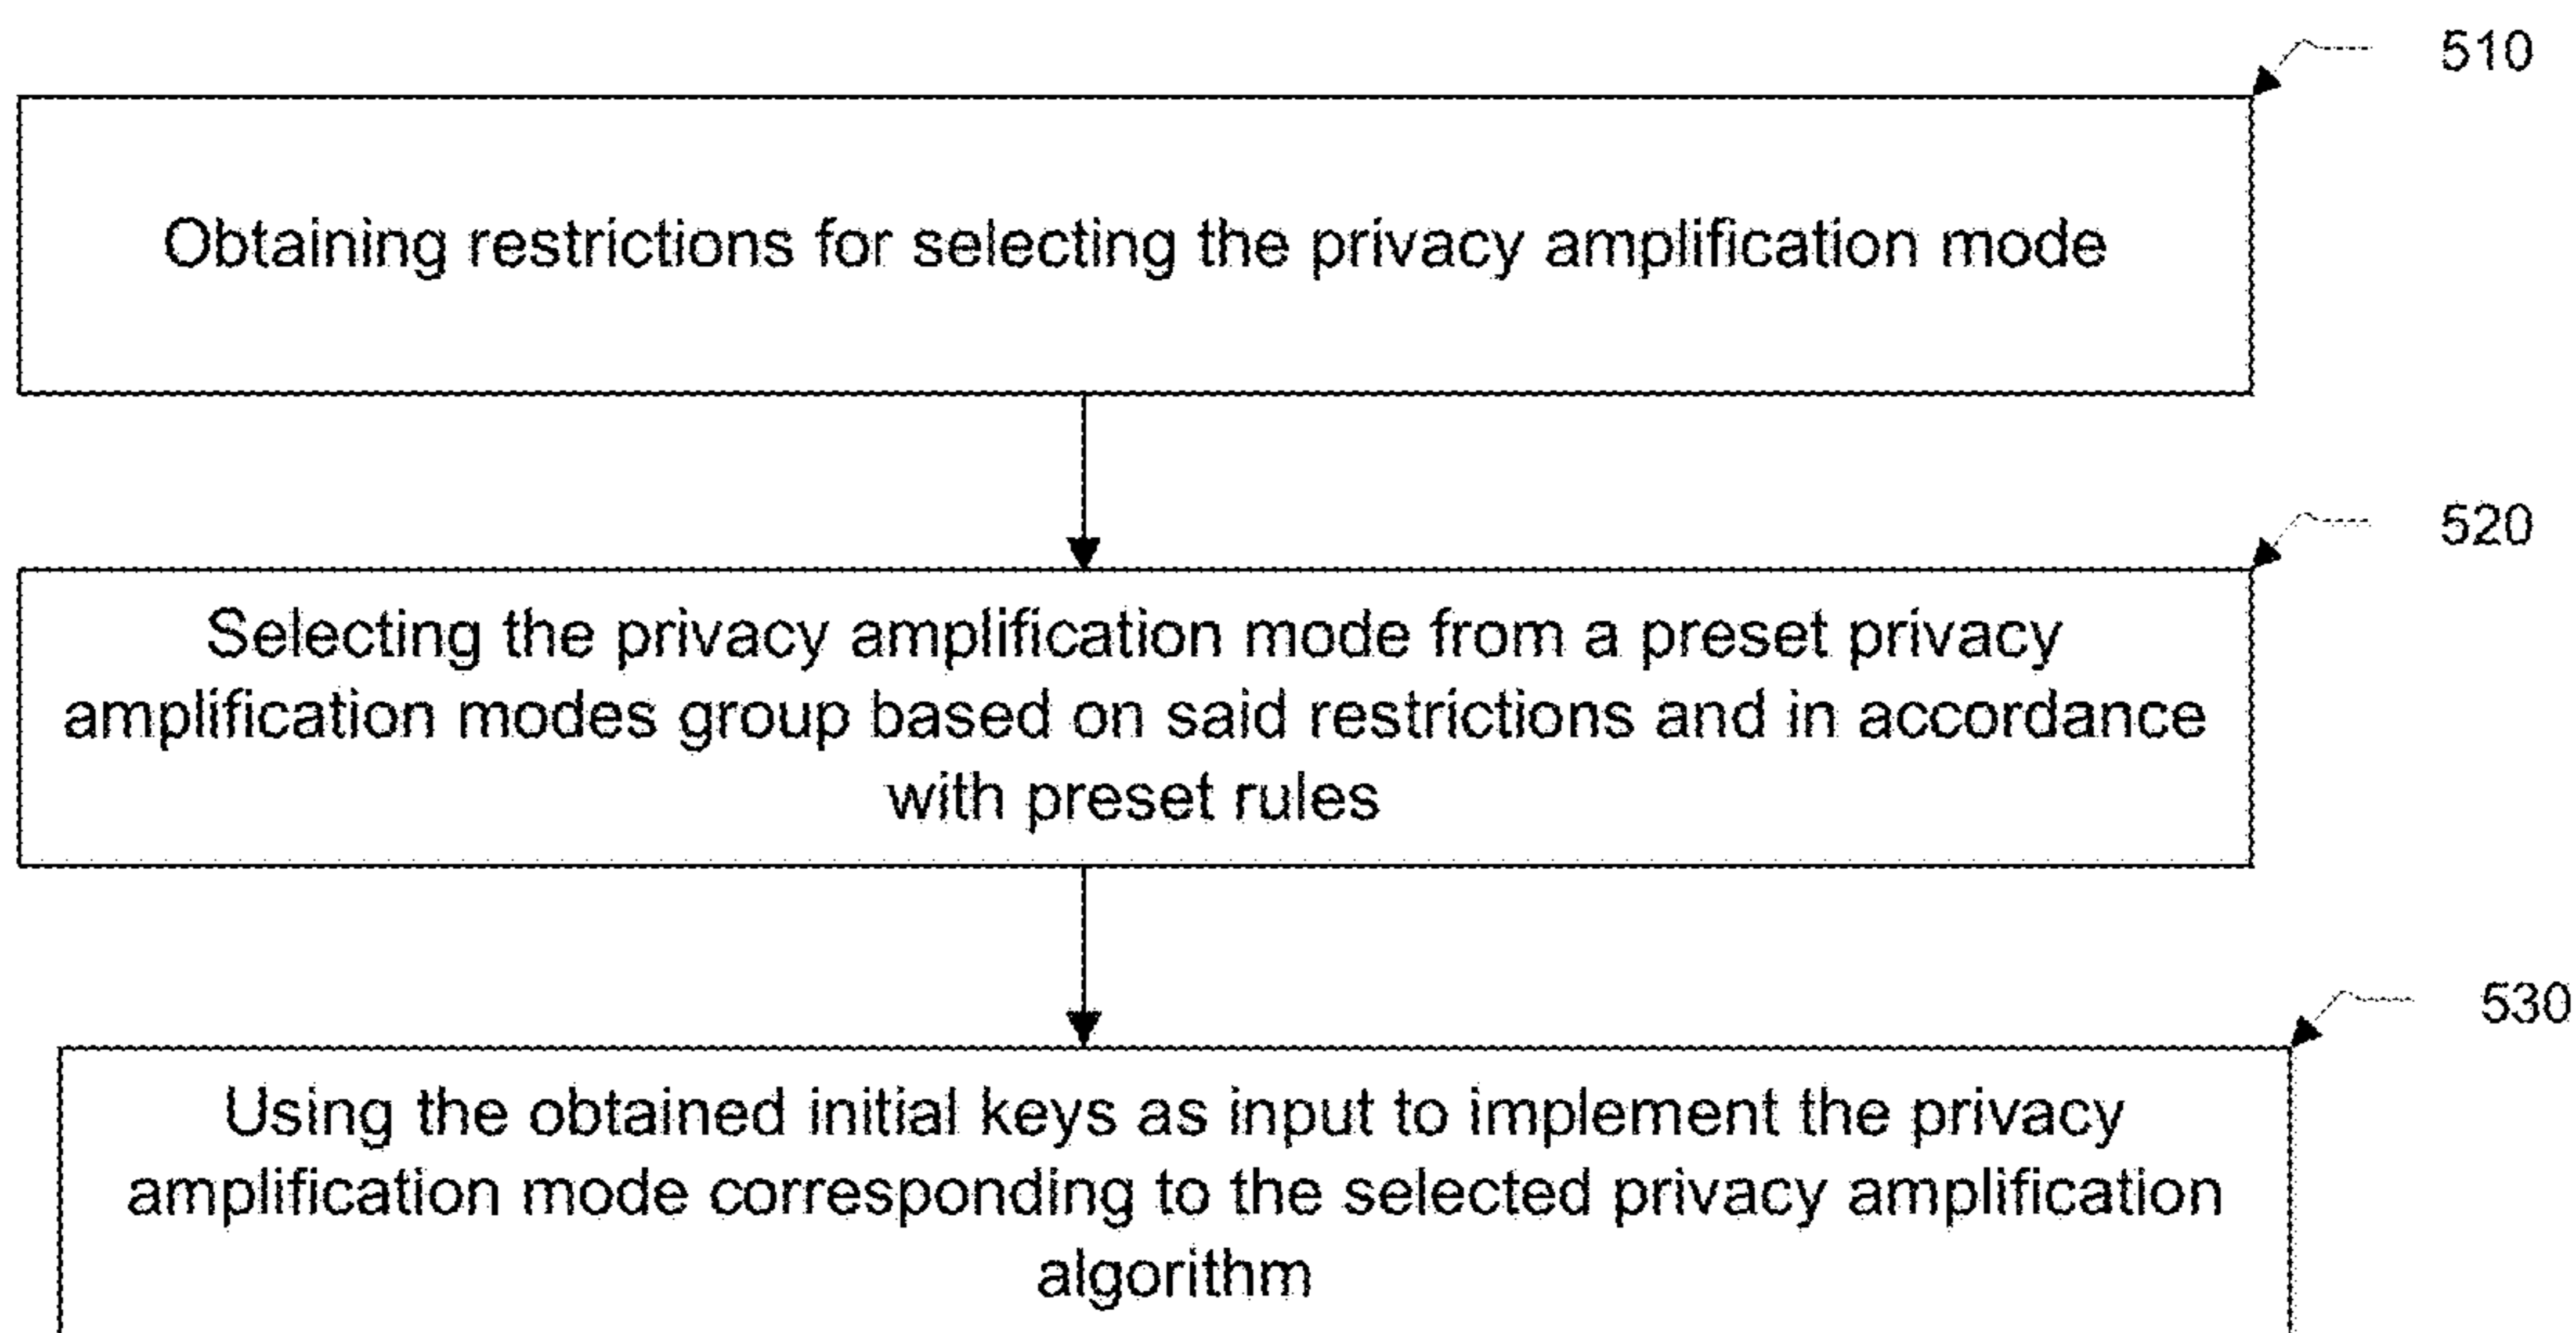 510
Obtaining restrictions for selecting the privacy amplification mode
520
Selecting the privacy amplification mode from a preset privacy
amplification modes group based on said restrictions and in accordance
with preset rules
530
Using the obtained initial keys as input to implement the privacy
amplification mode corresponding to the selected privacy amplification
algorithm